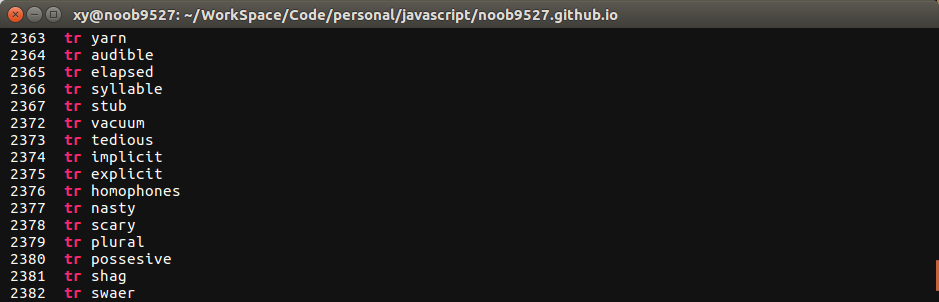 xy@noob9527: ~/WorkSpace/Code/personal/javascript/noob9527.github.io
2363 tr yarn
2364 tr audible
2365 tr elapsed
2366 tr syllable
2367 tr stub
2372 tr vacuum
2373 tr tedious
2374 tr implicit
2375 tr explicit
2376 tr homophones
2377 tr nasty
2378 tr scary
2379 tr plural
2380 tr possesive
2381 tr shag
2382 tr swaer